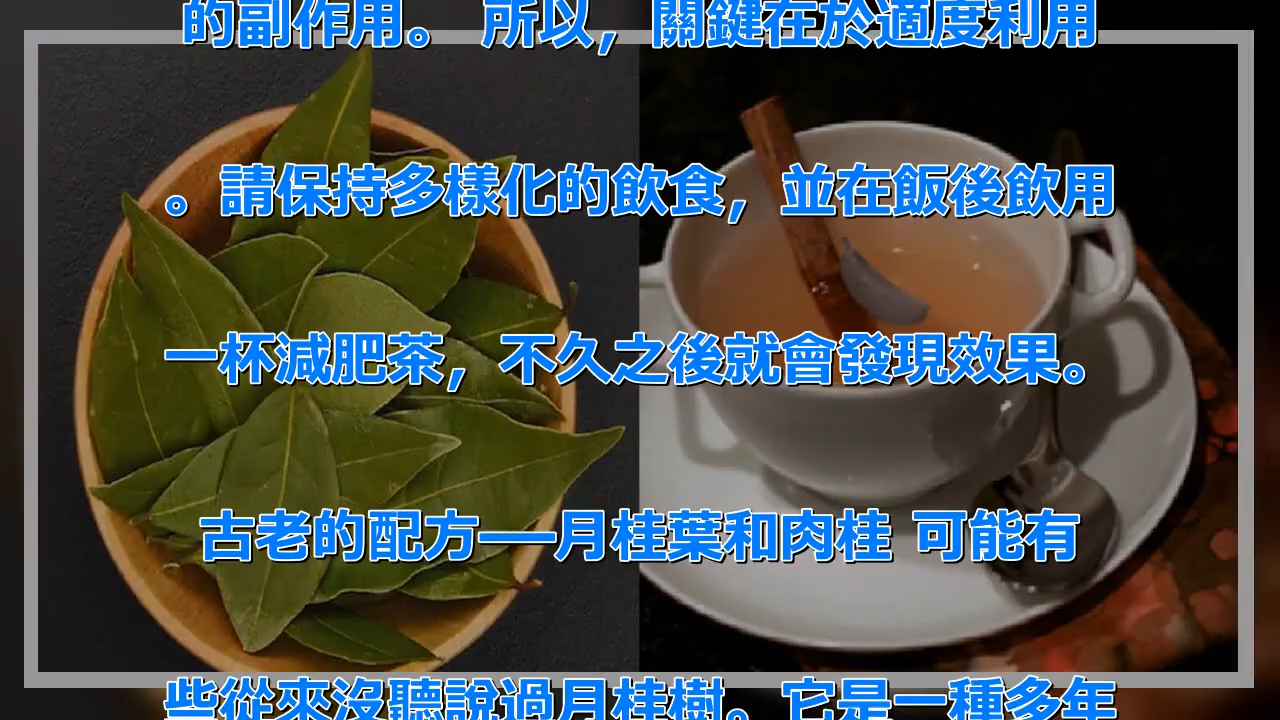 的副作用。 所以，關鍵在於適度利用
。請保持多樣化的飲食，並在飯後飲用
一杯減肥茶，不久之後就會發現效果。
古老的配方——月桂葉和肉桂 可能有
些從來沒聽說過月桂樹。它是一種多年